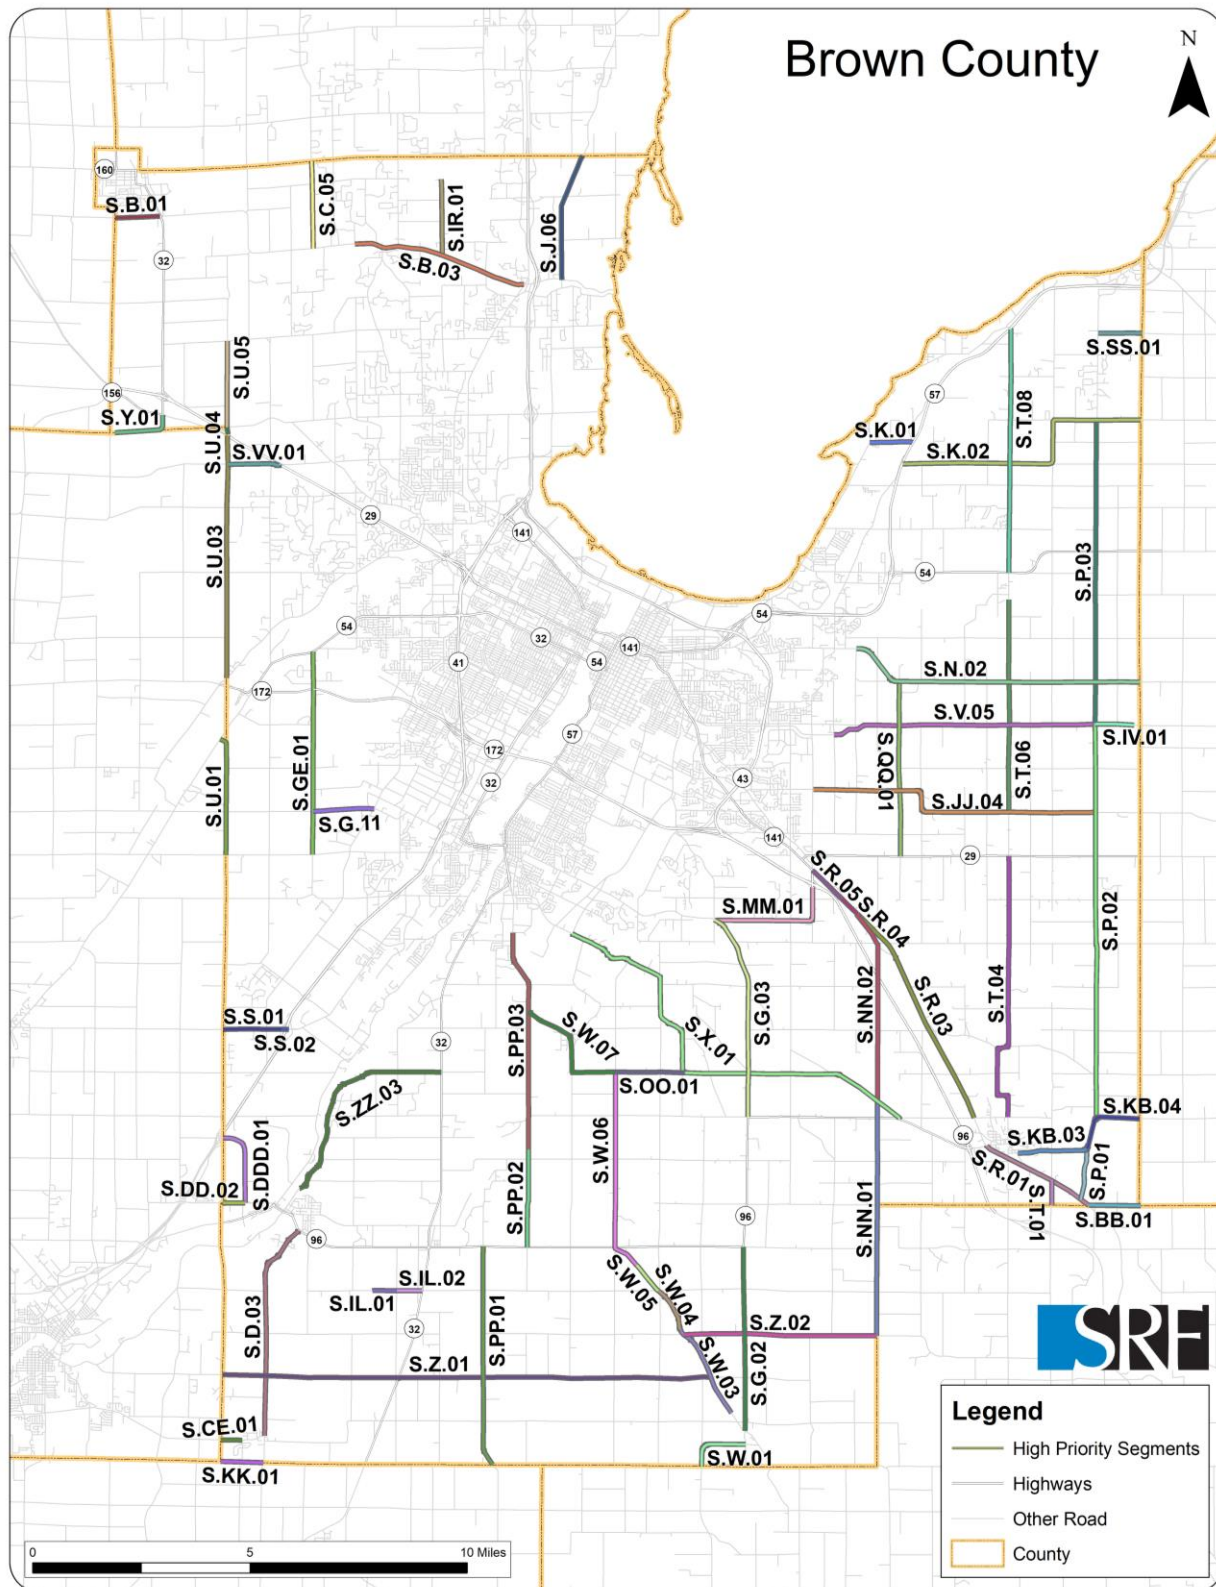 Brown County
N
160
S.B.01
32
S.C.05
S.IR.01
S.B.03
S.J.06
S.U.05
156
S.Y.01
S.U.04
S.VV.01
S.U.03
29
141
57
S.SS.01
S.T.08
S.K.01
S.K.02
S.P.03
54
54
54
32
141
54
41
172
57
172
32
43
141
S.N.02
S.V.05
S.IV.01
S.QQ.01
S.T.06
S.JJ.04
S.GE.01
S.U.01
S.G.11
29
S.R.05
S.R.04
S.MM.01
S.P.02
S.G.03
S.NN.02
S.R.03
S.T.04
S.S.01
S.S.02
32
S.PP.03
S.W.07
S.X.01
S.OO.01
S.ZZ.03
S.W.06
96
S.KB.04
S.KB.03
S.R.01
S.P.01
S.T.01
S.BB.01
S.DDD.01
S.DD.02
S.PP.02
96
96
S.NN.01
S.IL.02
S.IL.01
S.W.05
S.W.04
S.D.03
32
S.PP.01
S.Z.02
S.Z.01
S.W.03
S.G.02
S.CE.01
S.KK.01
S.W.01
SRF
Legend
High Priority Segments
Highways
Other Road
County
0 5 10 Miles